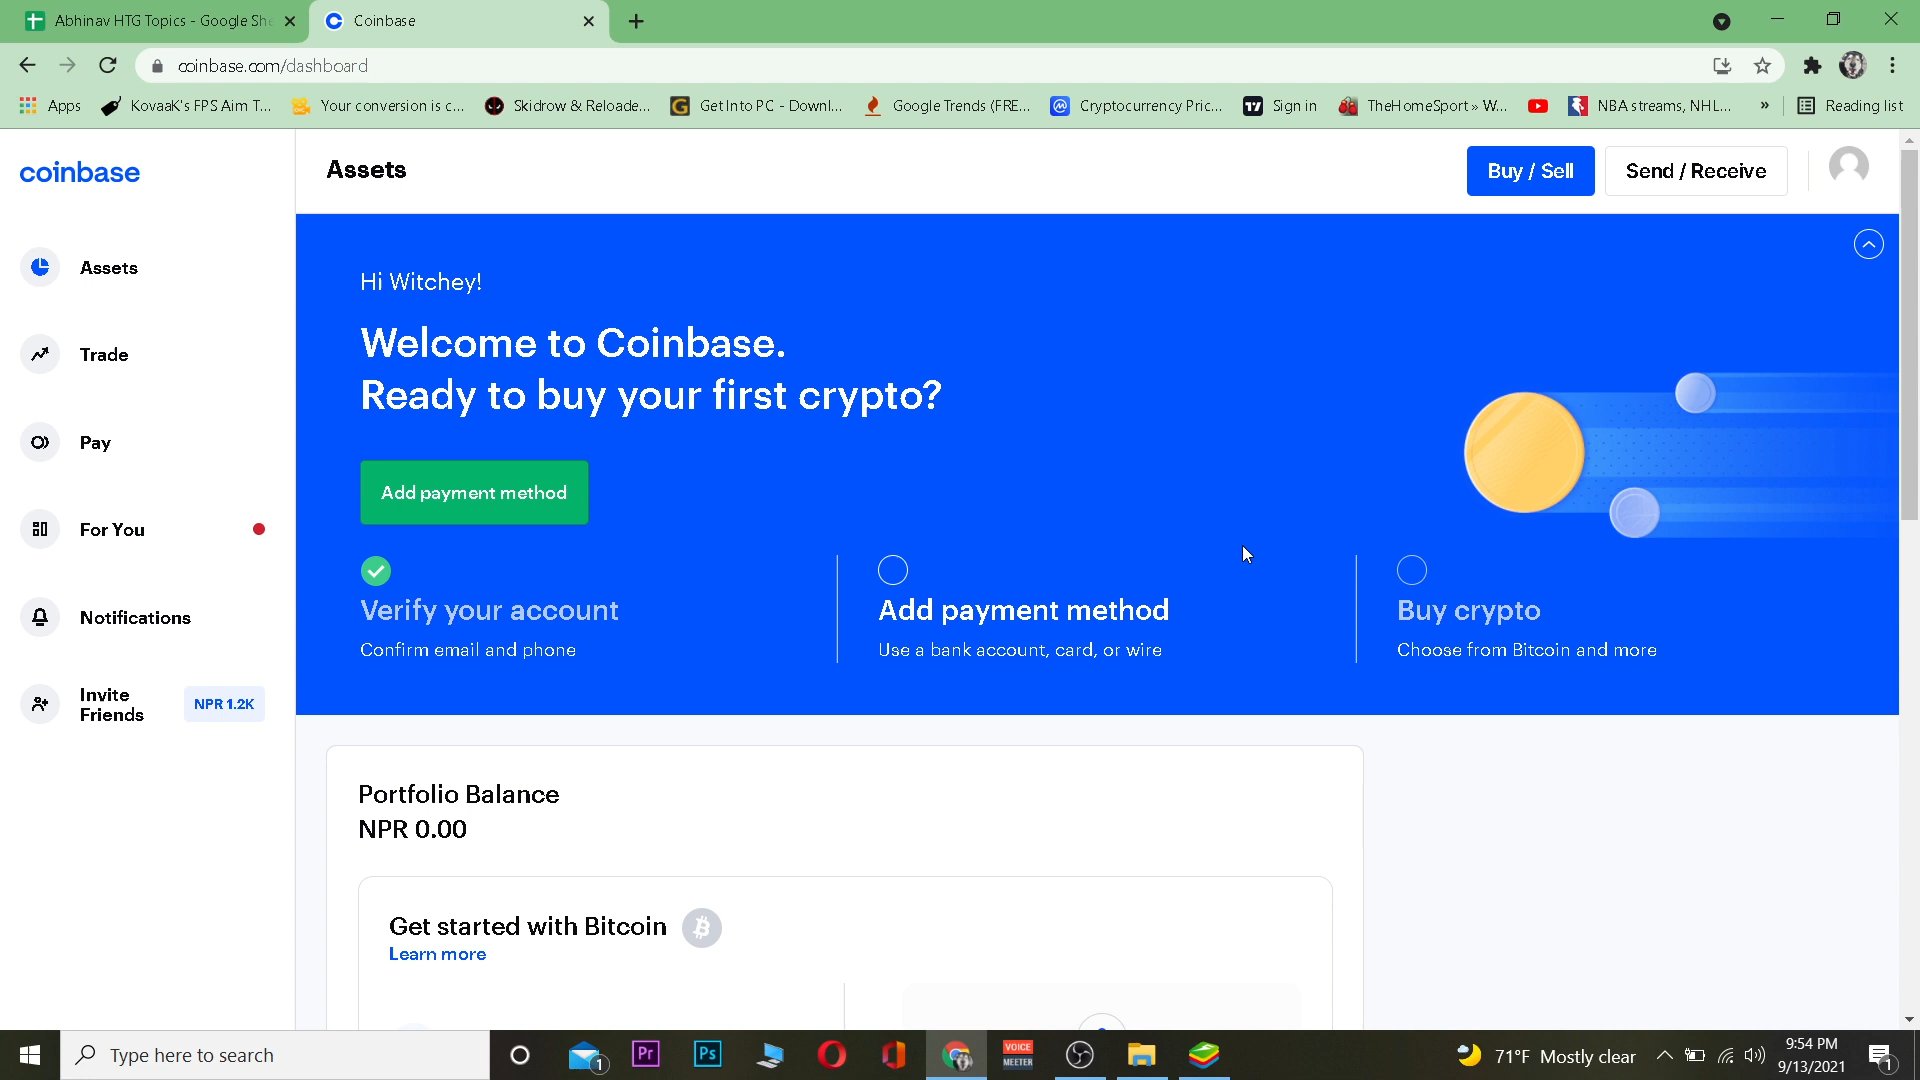 Abhinav HTG Topics - Google She
Coinbase
coinbase.com/dashboard
Apps
KovaaK's FPS Aim T...
Your conversion is c...
Skidrow & Reloade...
Get Into PC - Downl...
Google Trends (FRE...
Cryptocurrency Pric...
Sign in
TheHomeSport » W...
NBA streams, NHL...
»
Reading list
coinbase
Assets
Buy / Sell
Send / Receive
Assets
Trade
Pay
For You
Notifications
Invite
Friends
NPR 1.2K
Hi Witchey!
Welcome to Coinbase.
Ready to buy your first crypto?
Add payment method
Verify your account
Confirm email and phone
Add payment method
Use a bank account, card, or wire
Buy crypto
Choose from Bitcoin and more
Portfolio Balance
NPR 0.00
Get started with Bitcoin
Learn more
Type here to search
1
Pr
Ps
VOICE
MEETER
71°F Mostly clear
9:54 PM
9/13/2021
1